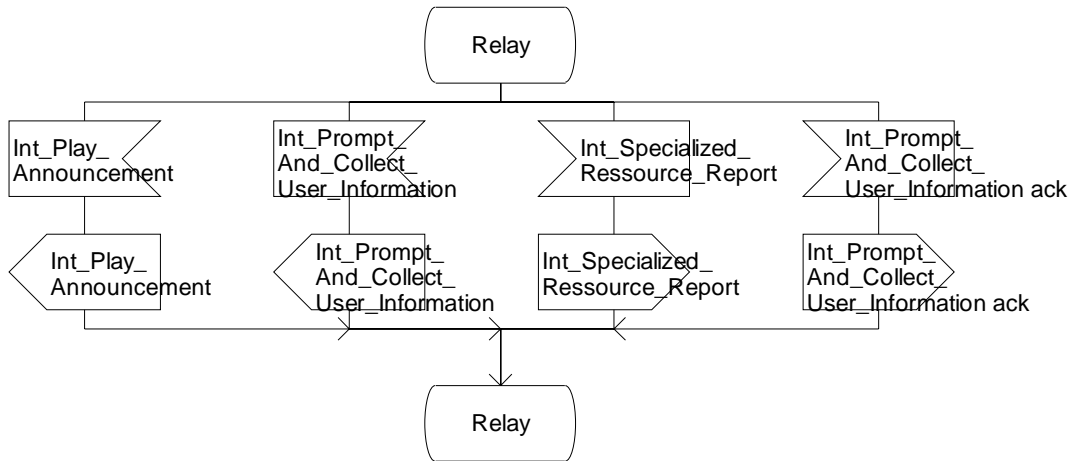 Relay
Int_Play_
Announcement
Int_Prompt_
And_Collect_
User_Information
Int_Specialized_
Ressource_Report
Int_Prompt_
And_Collect_
User_Information ack
Int_Play_
Announcement
Int_Prompt_
And_Collect_
User_Information
Int_Specialized_
Ressource_Report
Int_Prompt_
And_Collect_
User_Information ack
Relay